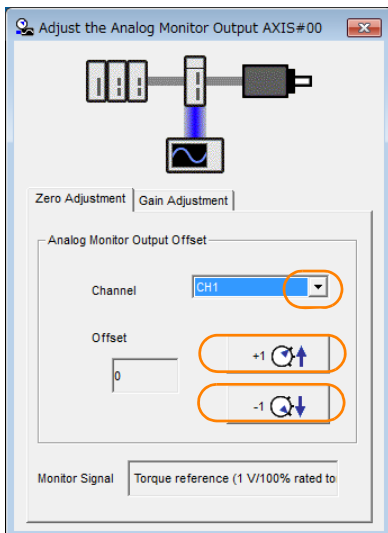 Adjust the Analog Monitor Output AXIS#00
Zero Adjustment Gain Adjustment
Analog Monitor Output Offset
Channel CH1
Offset
+1
0
-1
Monitor Signal Torque reference (1 V/100% rated to